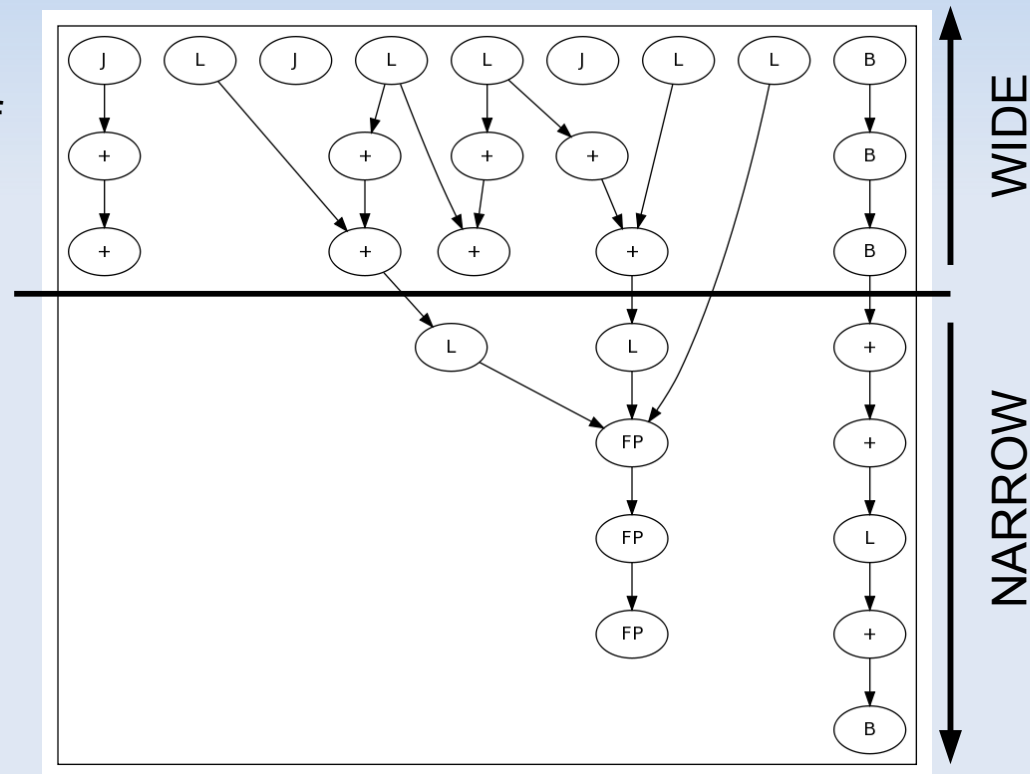 J L J L L J L L B
+ + + + B
+ + + + B
L L +
FP +
FP L
FP +
B
WIDE
NARROW